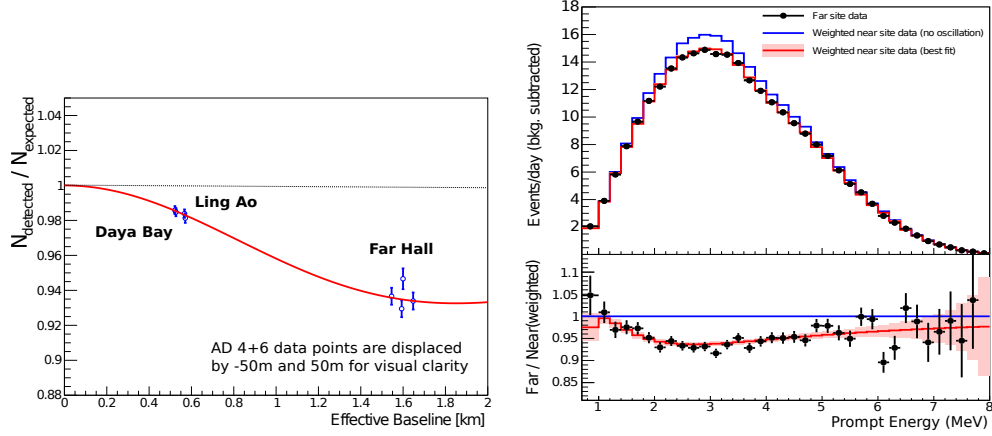 N_detected / N_expected
1.04
1.02
1
0.98
0.96
0.94
0.92
0.9
0.88
Ling Ao
Daya Bay
Far Hall
AD 4+6 data points are displaced
by -50m and 50m for visual clarity
0 0.2 0.4 0.6 0.8 1 1.2 1.4 1.6 1.8 2
Effective Baseline [km]
Events/day (bkg. subtracted)
18
16
14
12
10
8
6
4
2
Far site data
Weighted near site data (no oscillation)
Weighted near site data (best fit)
Far / Near(weighted)
1.1
1.05
1.00
0.95
0.90
0.85
1 2 3 4 5 6 7 8
Prompt Energy (MeV)